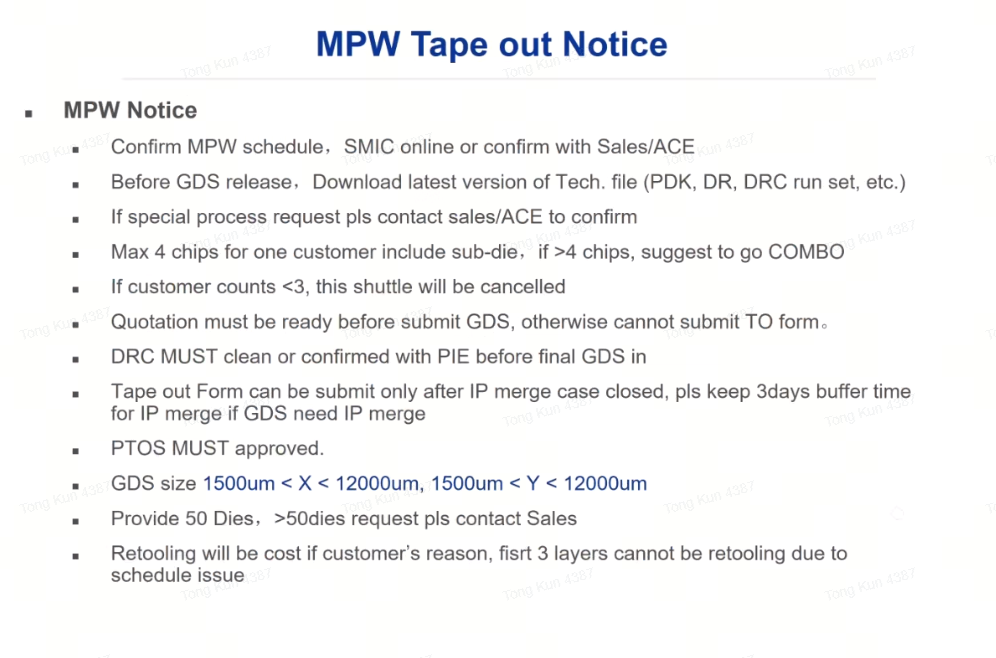 MPW Tape out Notice
▪ MPW Notice
▪ Confirm MPW schedule，SMIC online or confirm with Sales/ACE
▪ Before GDS release，Download latest version of Tech. file (PDK, DR, DRC run set, etc.)
▪ If special process request pls contact sales/ACE to confirm
▪ Max 4 chips for one customer include sub-die，if >4 chips, suggest to go COMBO
▪ If customer counts <3, this shuttle will be cancelled
▪ Quotation must be ready before submit GDS, otherwise cannot submit TO form。
▪ DRC MUST clean or confirmed with PIE before final GDS in
▪ Tape out Form can be submit only after IP merge case closed, pls keep 3days buffer time
for IP merge if GDS need IP merge
▪ PTOS MUST approved.
▪ GDS size 1500um < X < 12000um, 1500um < Y < 12000um
▪ Provide 50 Dies，>50dies request pls contact Sales
▪ Retooling will be cost if customer's reason, fisrt 3 layers cannot be retooling due to
schedule issue
Tong Kun 4387